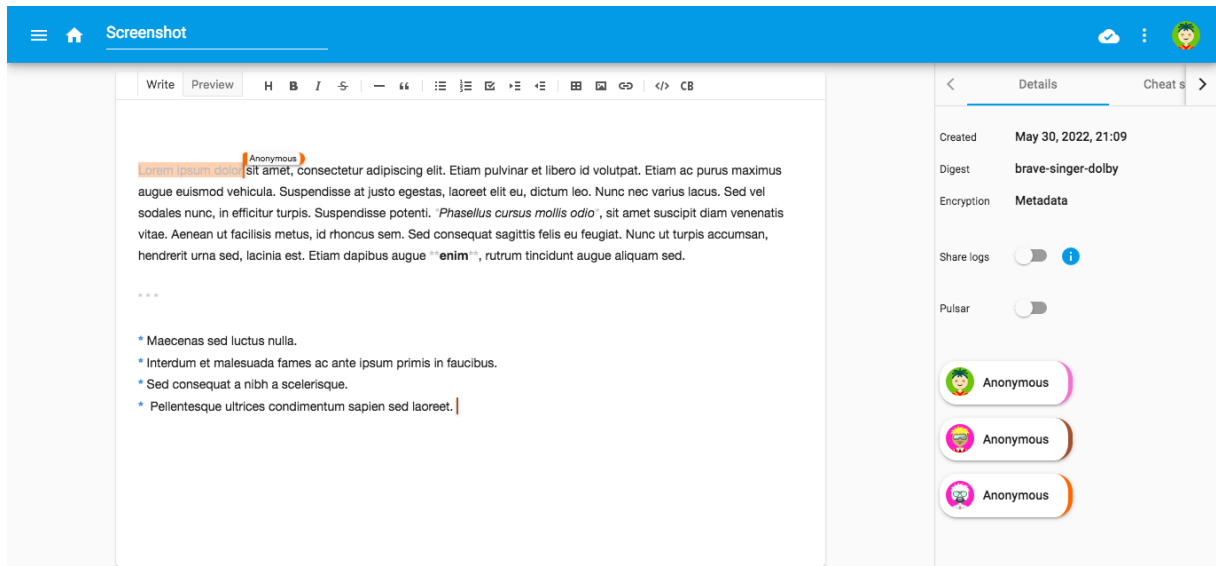 Screenshot
Write Preview H B I S — “ </> CB
Details Cheat s
Anonymous
Lorem ipsum dolor sit amet, consectetur adipiscing elit. Etiam pulvinar et libero id volutpat. Etiam ac purus maximus
augue euismod vehicula. Suspendisse at justo egestas, laoreet elit eu, dictum leo. Nunc nec varius lacus. Sed vel
sodales nunc, in efficitur turpis. Suspendisse potenti. *Phasellus cursus mollis odio*, sit amet suscipit diam venenatis
vitae. Aenean ut facilisis metus, id rhoncus sem. Sed consequat sagittis felis eu feugiat. Nunc ut turpis accumsan,
hendrerit urna sed, lacinia est. Etiam dapibus augue **enim**, rutrum tincidunt augue aliquam sed.
* * *
* Maecenas sed luctus nulla.
* Interdum et malesuada fames ac ante ipsum primis in faucibus.
* Sed consequat a nibh a scelerisque.
* Pellentesque ultrices condimentum sapien sed laoreet.
Created May 30, 2022, 21:09
Digest brave-singer-dolby
Encryption Metadata
Share logs
Pulsar
Anonymous
Anonymous
Anonymous